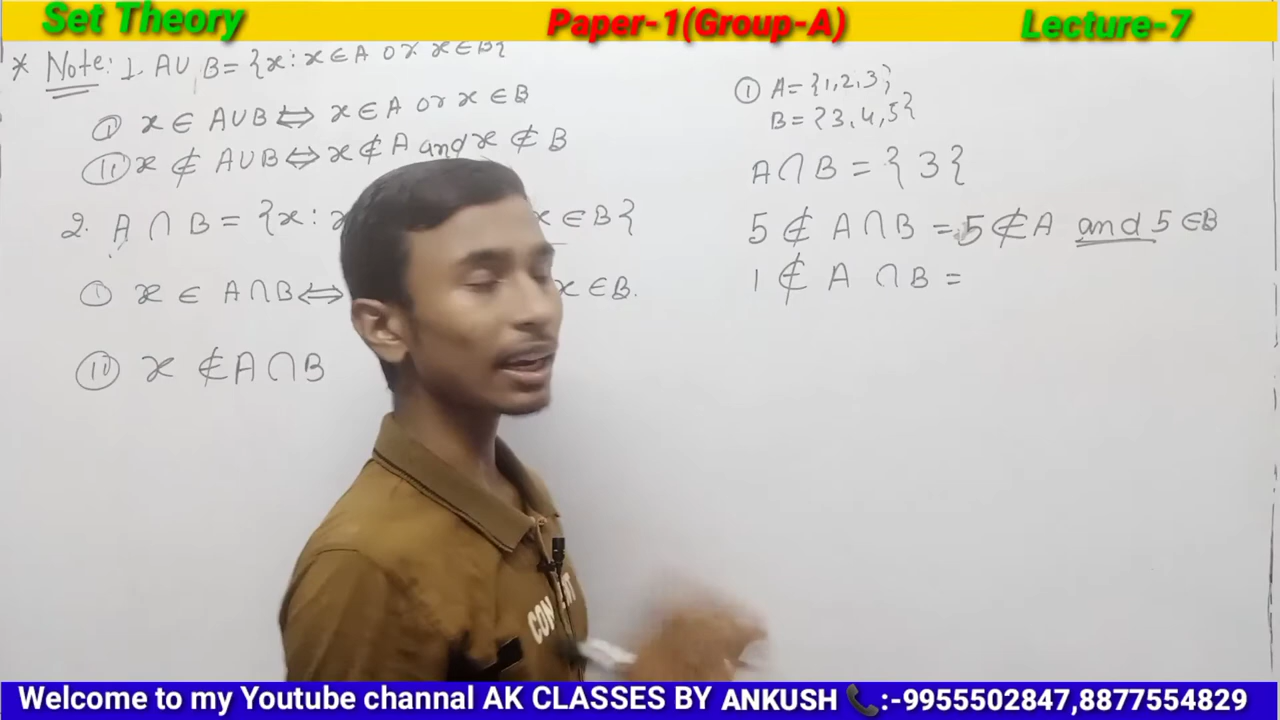 Set Theory Paper-1(Group-A) Lecture-7
* Note: 1. A∪B = {x : x∈A or x∈B}
(i) x ∈ A∪B ⇔ x∈A or x∈B
(ii) x ∉ A∪B ⇔ x∉A and x∉B
2. A∩B = {x : x ∈B}
(i) x ∈ A∩B ⇔ x ∈B.
x ∉ A∩B
(1) A = {1,2,3}
B = {3,4,5}
A∩B = {3}
5 ∉ A∩B = 5∉A and 5∈B
1 ∉ A∩B =
CON
Welcome to my Youtube channal AK CLASSES BY ANKUSH 📞:-9955502847,8877554829